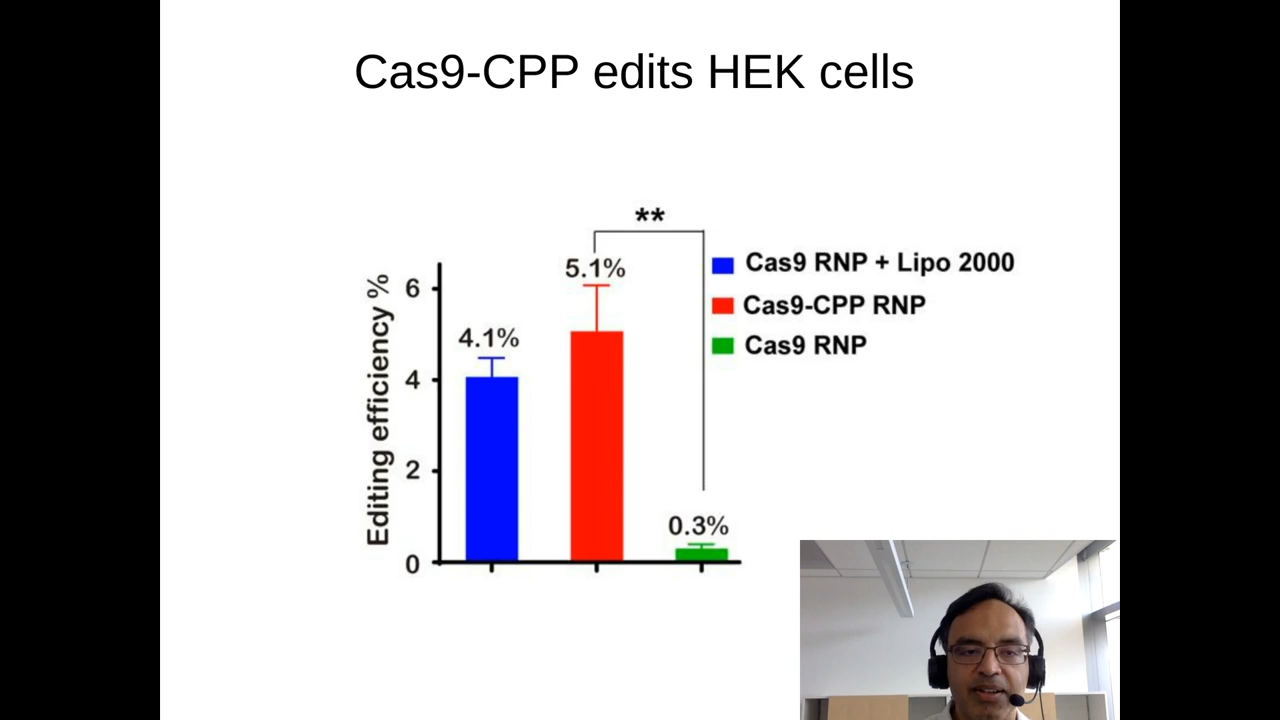 Cas9-CPP edits HEK cells
**
Cas9 RNP + Lipo 2000
Cas9-CPP RNP
Cas9 RNP
Editing efficiency %
6
4
2
0
4.1%
5.1%
0.3%